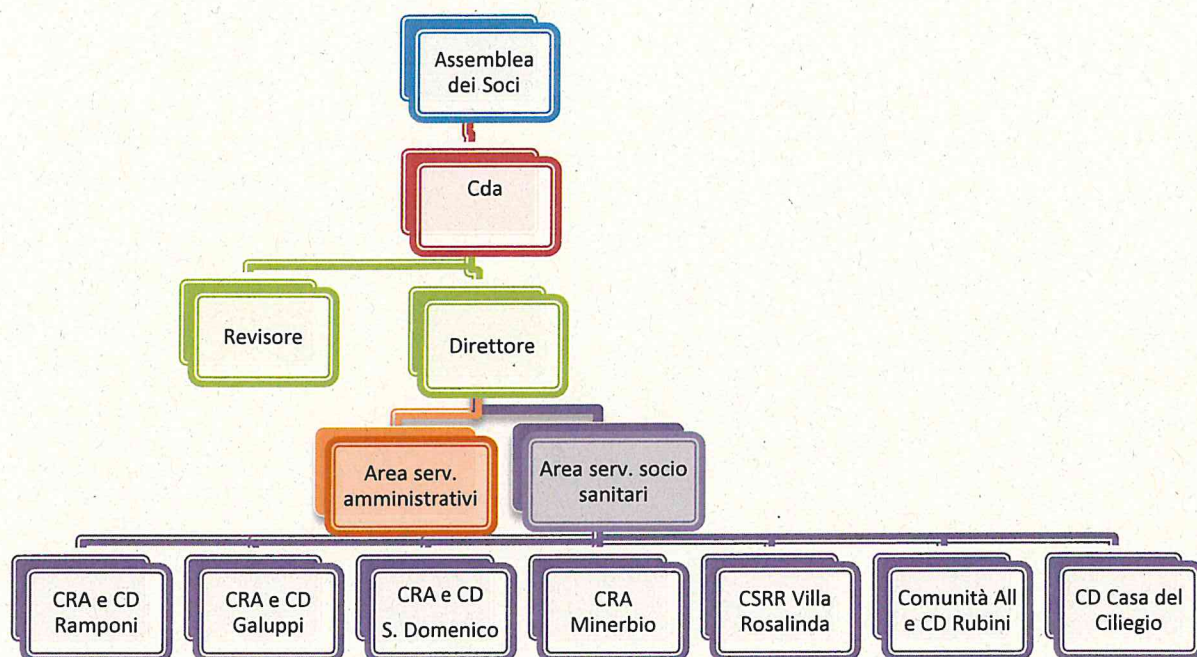 Assemblea
dei Soci
Cda
Revisore
Direttore
Area serv.
amministrativi
Area serv. socio
sanitari
CRA e CD
Ramponi
CRA e CD
Galuppi
CRA e CD
S. Domenico
CRA
Minerbio
CSRR Villa
Rosalinda
Comunità All
e CD Rubini
CD Casa del
Ciliegio